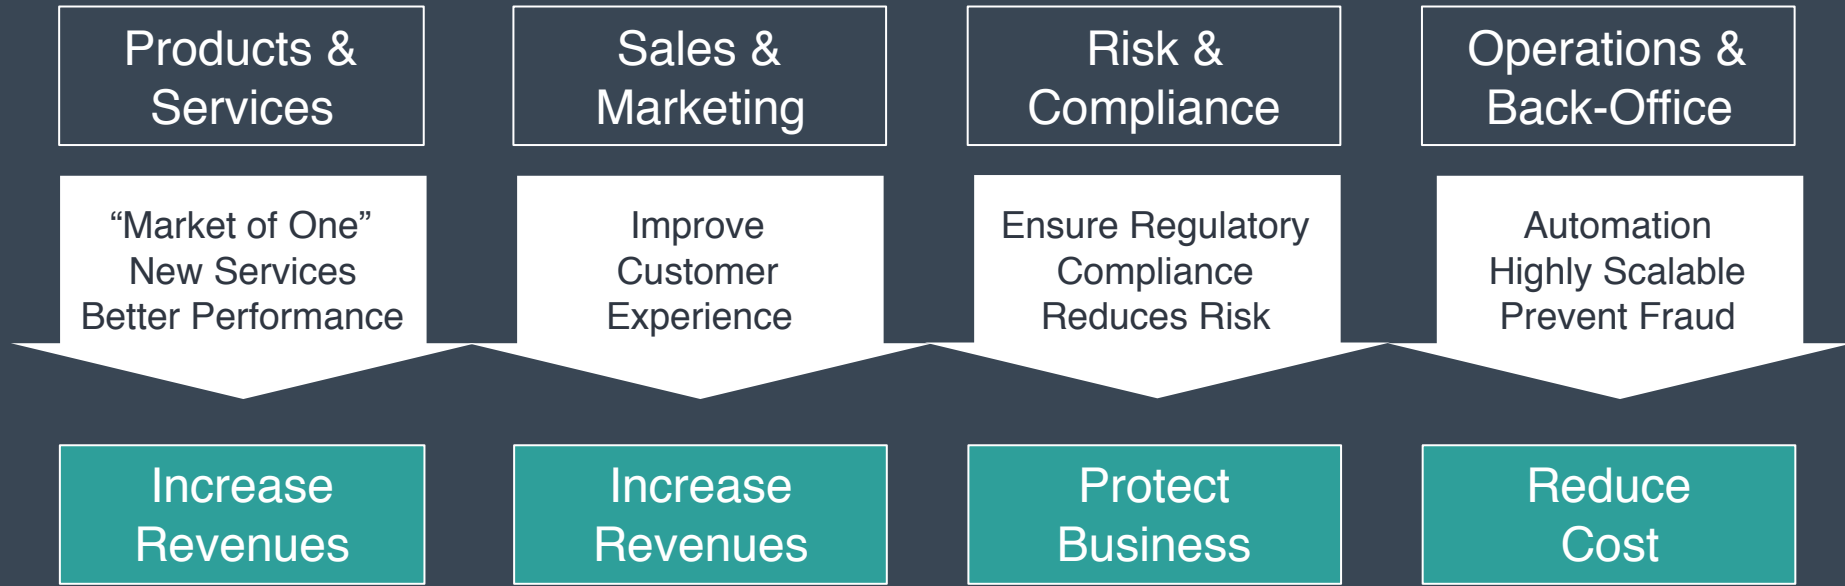 Products &
Services
Sales &
Marketing
Risk &
Compliance
Operations &
Back-Office
“Market of One”
New Services
Better Performance
Improve
Customer
Experience
Ensure Regulatory
Compliance
Reduces Risk
Automation
Highly Scalable
Prevent Fraud
Increase
Revenues
Increase
Revenues
Protect
Business
Reduce
Cost